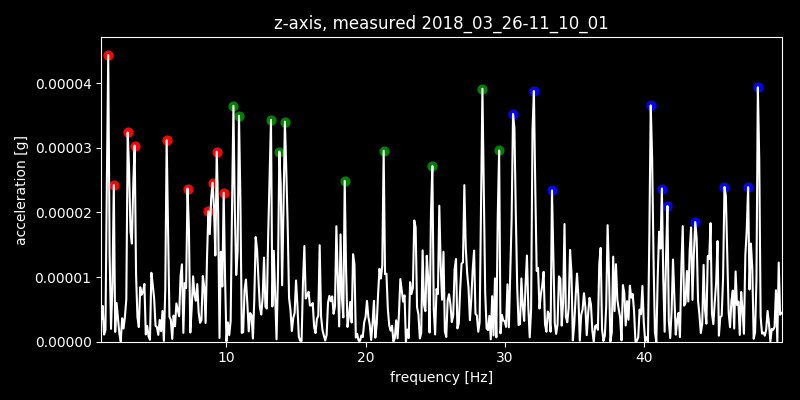 z-axis, measured 2018_03_26-11_10_01
0.00004
0.00003
0.00002
0.00001
0.00000
acceleration [g]
10 20 30 40
frequency [Hz]